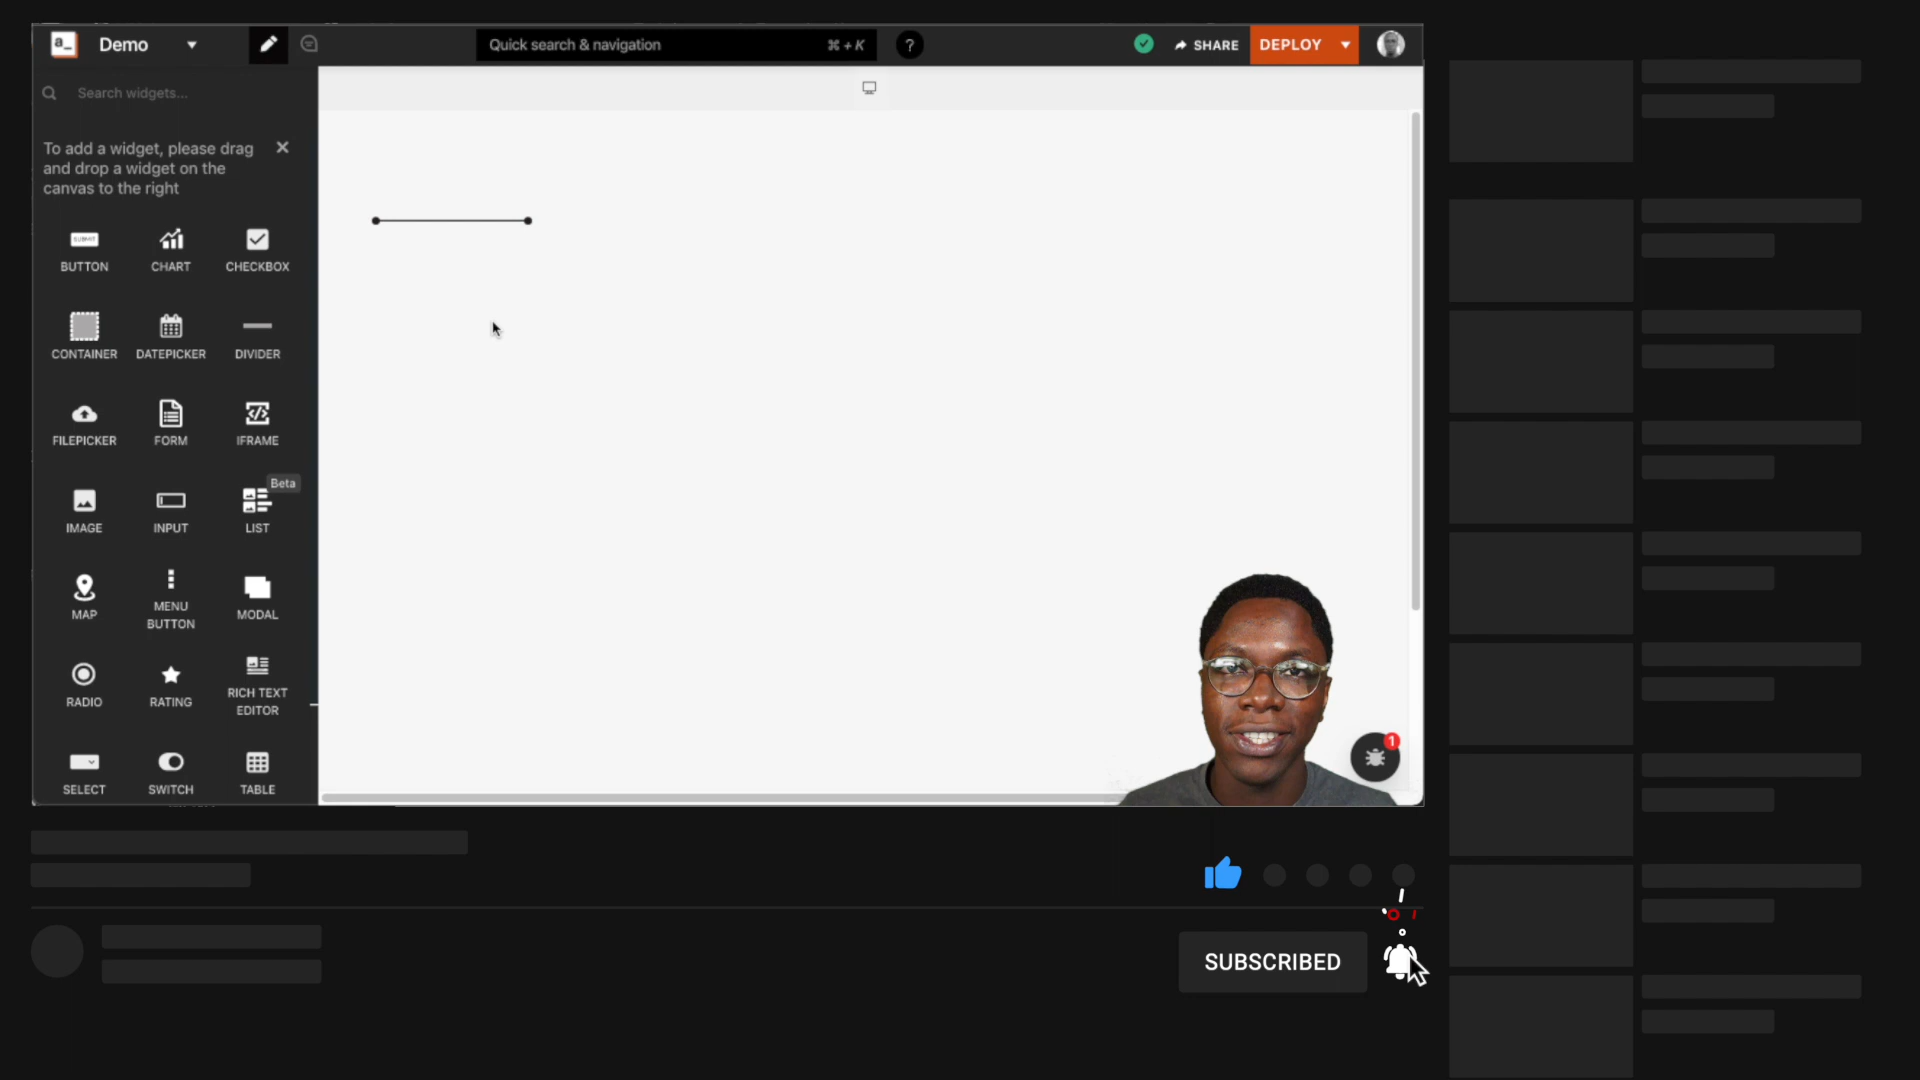 a_
Demo
Quick search & navigation
⌘ + K
?
SHARE
DEPLOY
Search widgets...
To add a widget, please drag
and drop a widget on the
canvas to the right
SUBMIT
BUTTON
CHART
CHECKBOX
CONTAINER
DATEPICKER
DIVIDER
FILEPICKER
FORM
IFRAME
Beta
IMAGE
INPUT
LIST
MAP
MENU
BUTTON
MODAL
RADIO
RATING
RICH TEXT
EDITOR
SELECT
SWITCH
TABLE
1
SUBSCRIBED